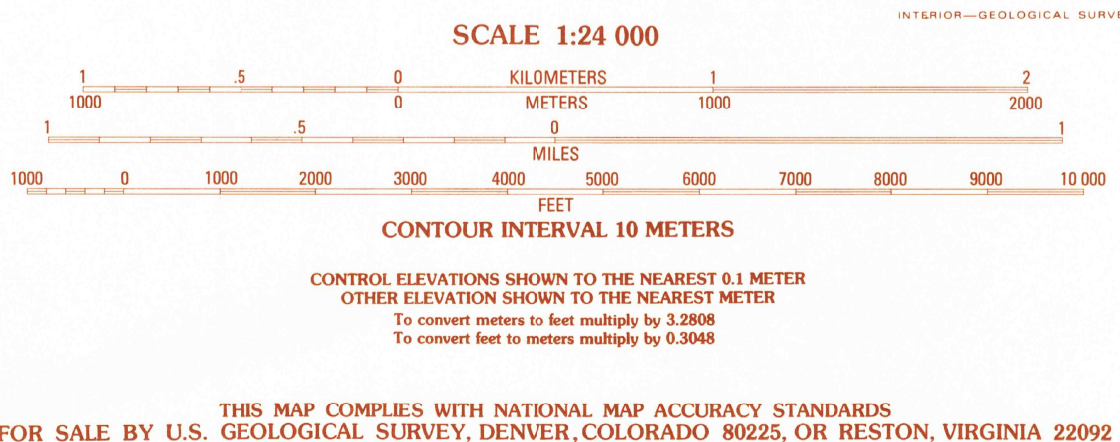 INTERIOR—GEOLOGICAL SURVE
SCALE 1:24 000
1 .5 0 KILOMETERS 1 2
1000 0 METERS 1000 2000
1 .5 0 1
MILES
1000 0 1000 2000 3000 4000 5000 6000 7000 8000 9000 10 000
FEET
CONTOUR INTERVAL 10 METERS
CONTROL ELEVATIONS SHOWN TO THE NEAREST 0.1 METER
OTHER ELEVATION SHOWN TO THE NEAREST METER
To convert meters to feet multiply by 3.2808
To convert feet to meters multiply by 0.3048
THIS MAP COMPLIES WITH NATIONAL MAP ACCURACY STANDARDS
FOR SALE BY U.S. GEOLOGICAL SURVEY, DENVER, COLORADO 80225, OR RESTON, VIRGINIA 22092